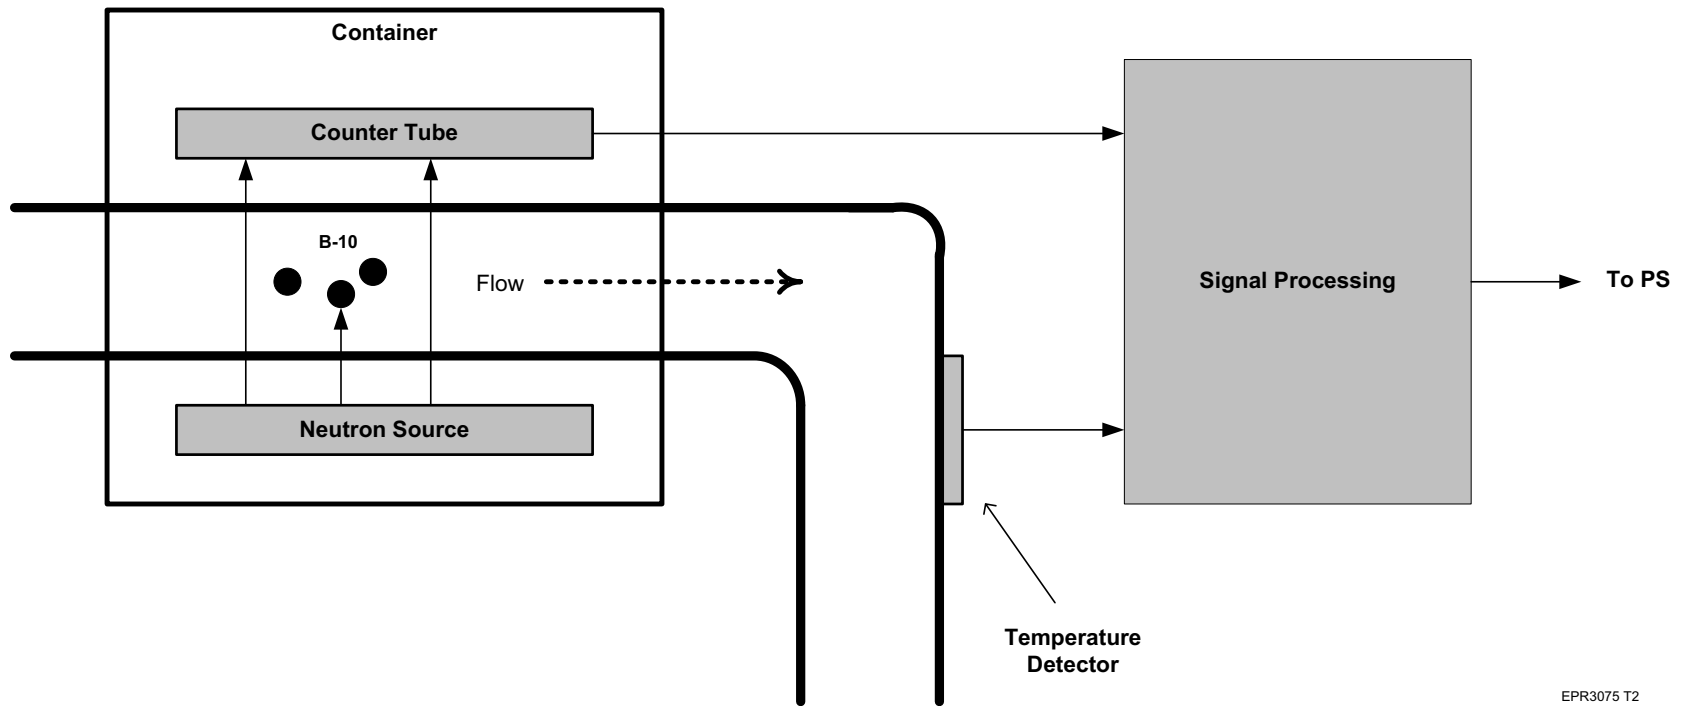 Container
Counter Tube
B-10
Flow
Signal Processing
To PS
Neutron Source
Temperature
Detector
EPR3075 T2